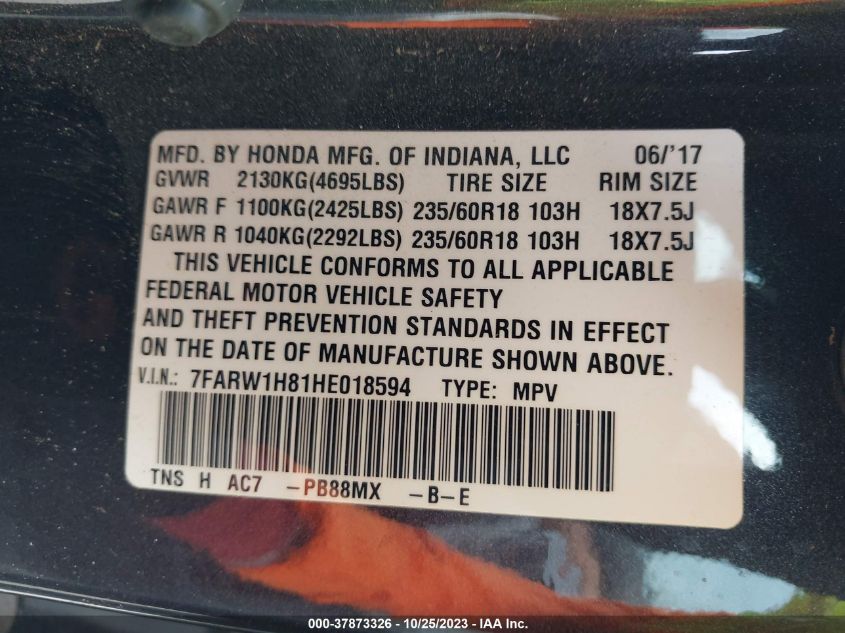 MFD. BY HONDA MFG. OF INDIANA, LLC 06/'17
GVWR 2130KG(4695LBS) TIRE SIZE RIM SIZE
GAWR F 1100KG(2425LBS) 235/60R18 103H 18X7.5J
GAWR R 1040KG(2292LBS) 235/60R18 103H 18X7.5J
THIS VEHICLE CONFORMS TO ALL APPLICABLE
FEDERAL MOTOR VEHICLE SAFETY
AND THEFT PREVENTION STANDARDS IN EFFECT
ON THE DATE OF MANUFACTURE SHOWN ABOVE.
V.I.N.: 7FARW1H81HE018594 TYPE: MPV
TNS H AC7 -PB88MX -B-E
000-37873326 - 10/25/2023 - IAA Inc.